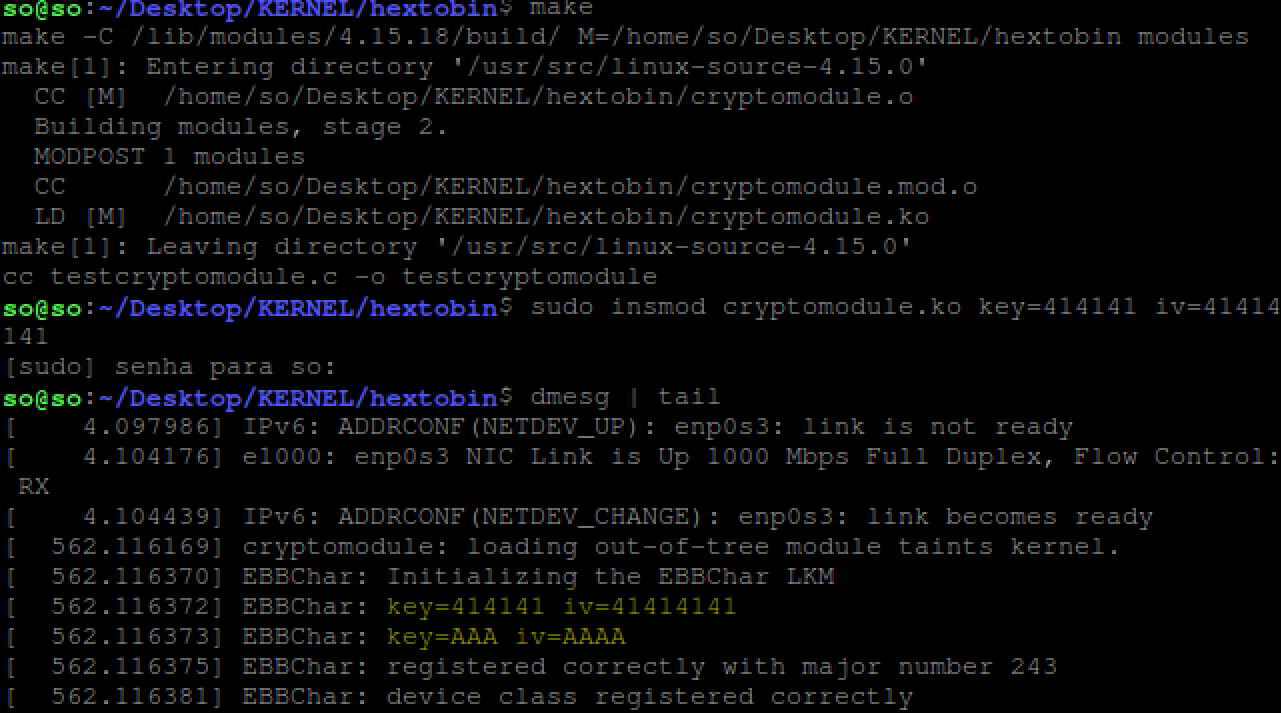 so@so:~/Desktop/KERNEL/hextobin$ make
make -C /lib/modules/4.15.18/build/ M=/home/so/Desktop/KERNEL/hextobin modules
make[1]: Entering directory '/usr/src/linux-source-4.15.0'
  CC [M]  /home/so/Desktop/KERNEL/hextobin/cryptomodule.o
  Building modules, stage 2.
  MODPOST 1 modules
  CC      /home/so/Desktop/KERNEL/hextobin/cryptomodule.mod.o
  LD [M]  /home/so/Desktop/KERNEL/hextobin/cryptomodule.ko
make[1]: Leaving directory '/usr/src/linux-source-4.15.0'
cc testcryptomodule.c -o testcryptomodule
so@so:~/Desktop/KERNEL/hextobin$ sudo insmod cryptomodule.ko key=414141 iv=41414
141
[sudo] senha para so:
so@so:~/Desktop/KERNEL/hextobin$ dmesg | tail
[    4.097986] IPv6: ADDRCONF(NETDEV_UP): enp0s3: link is not ready
[    4.104176] e1000: enp0s3 NIC Link is Up 1000 Mbps Full Duplex, Flow Control:
 RX
[    4.104439] IPv6: ADDRCONF(NETDEV_CHANGE): enp0s3: link becomes ready
[  562.116169] cryptomodule: loading out-of-tree module taints kernel.
[  562.116370] EBBChar: Initializing the EBBChar LKM
[  562.116372] EBBChar: key=414141 iv=41414141
[  562.116373] EBBChar: key=AAA iv=AAAA
[  562.116375] EBBChar: registered correctly with major number 243
[  562.116381] EBBChar: device class registered correctly